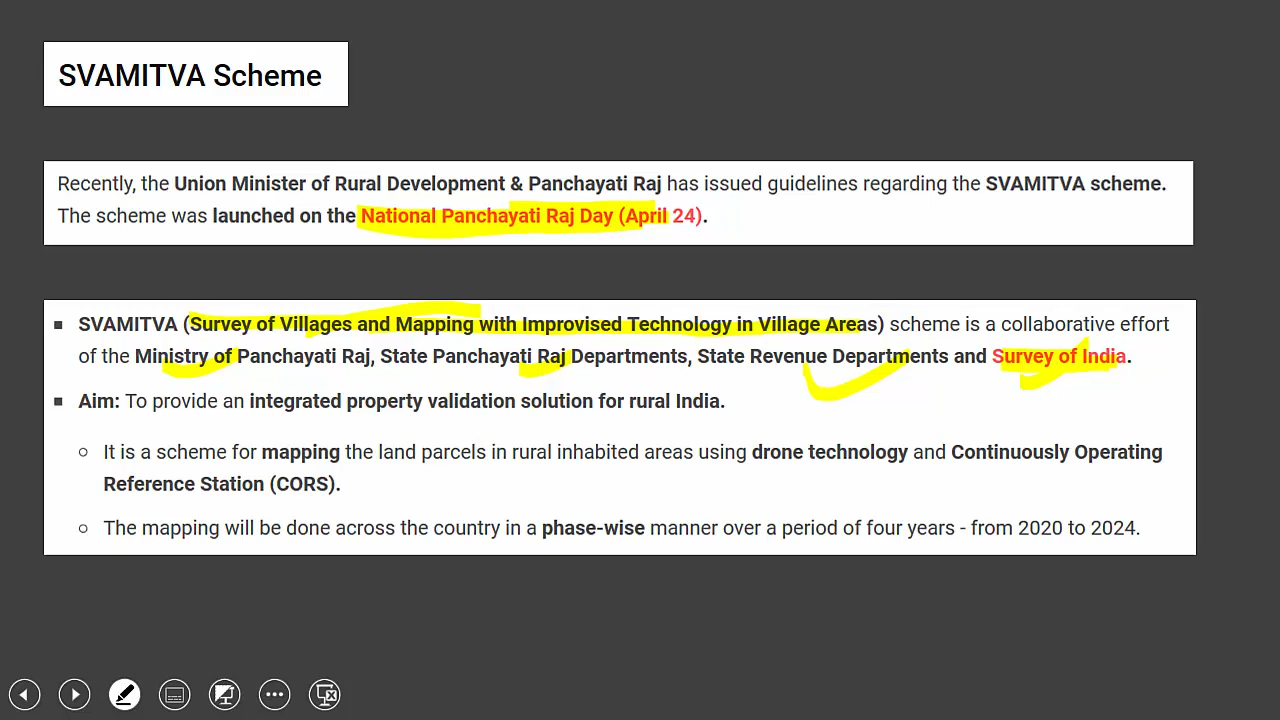 SVAMITVA Scheme
Recently, the Union Minister of Rural Development & Panchayati Raj has issued guidelines regarding the SVAMITVA scheme.
The scheme was launched on the National Panchayati Raj Day (April 24).
SVAMITVA (Survey of Villages and Mapping with Improvised Technology in Village Areas) scheme is a collaborative effort
of the Ministry of Panchayati Raj, State Panchayati Raj Departments, State Revenue Departments and Survey of India.
Aim: To provide an integrated property validation solution for rural India.
It is a scheme for mapping the land parcels in rural inhabited areas using drone technology and Continuously Operating
Reference Station (CORS).
The mapping will be done across the country in a phase-wise manner over a period of four years - from 2020 to 2024.